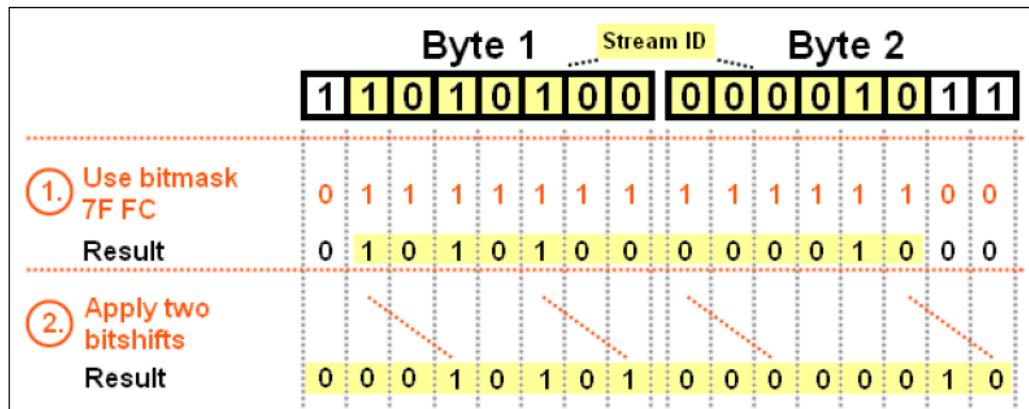 Byte 1 Stream ID Byte 2
1 1 0 1 0 1 0 0 0 0 0 0 1 0 1 1
1. Use bitmask
7F FC
0 1 1 1 1 1 1 1 1 1 1 1 1 1 0 0
Result 0 1 0 1 0 1 0 0 0 0 0 0 1 0 0 0
2. Apply two
bitshifts
Result 0 0 0 1 0 1 0 1 0 0 0 0 0 0 1 0